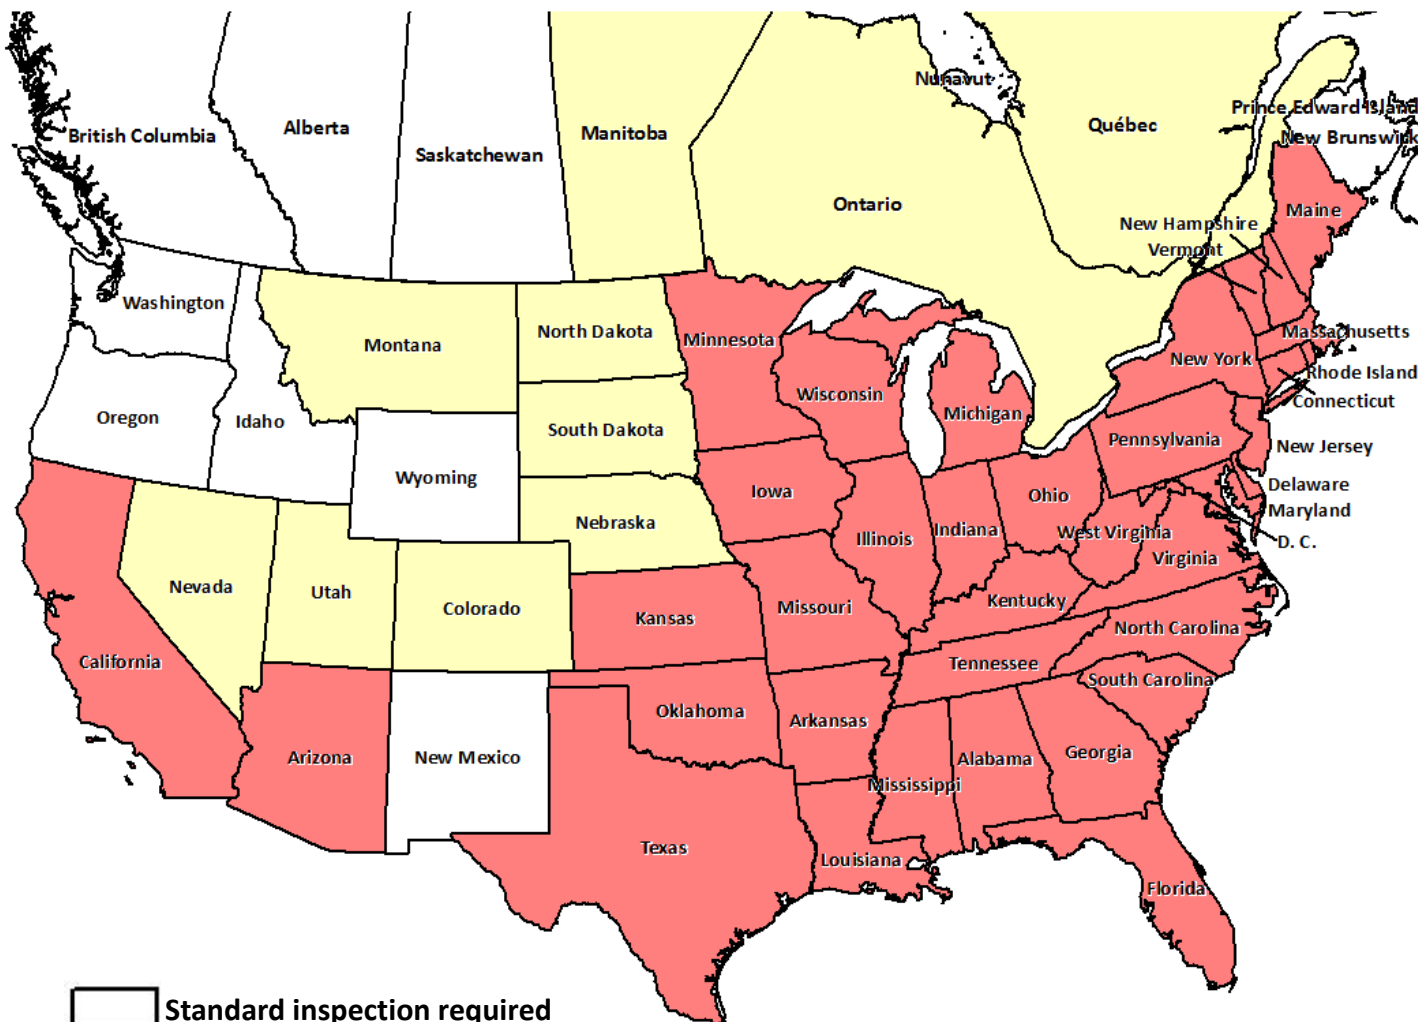 Nunavut
Prince Edward Island
British Columbia
Alberta
Saskatchewan
Manitoba
Québec
New Brunswick
Ontario
Maine
New Hampshire
Vermont
Washington
North Dakota
Montana
Minnesota
Massachusetts
New York
Rhode Island
Connecticut
Oregon
Idaho
South Dakota
Wisconsin
Michigan
Pennsylvania
New Jersey
Wyoming
Iowa
Ohio
Delaware
Maryland
Nebraska
Illinois
Indiana
West Virginia
D. C.
Virginia
Nevada
Utah
Colorado
Kansas
Missouri
Kentucky
North Carolina
California
Tennessee
South Carolina
Oklahoma
Arkansas
Arizona
New Mexico
Mississippi
Alabama
Georgia
Texas
Louisiana
Florida
Standard inspection required